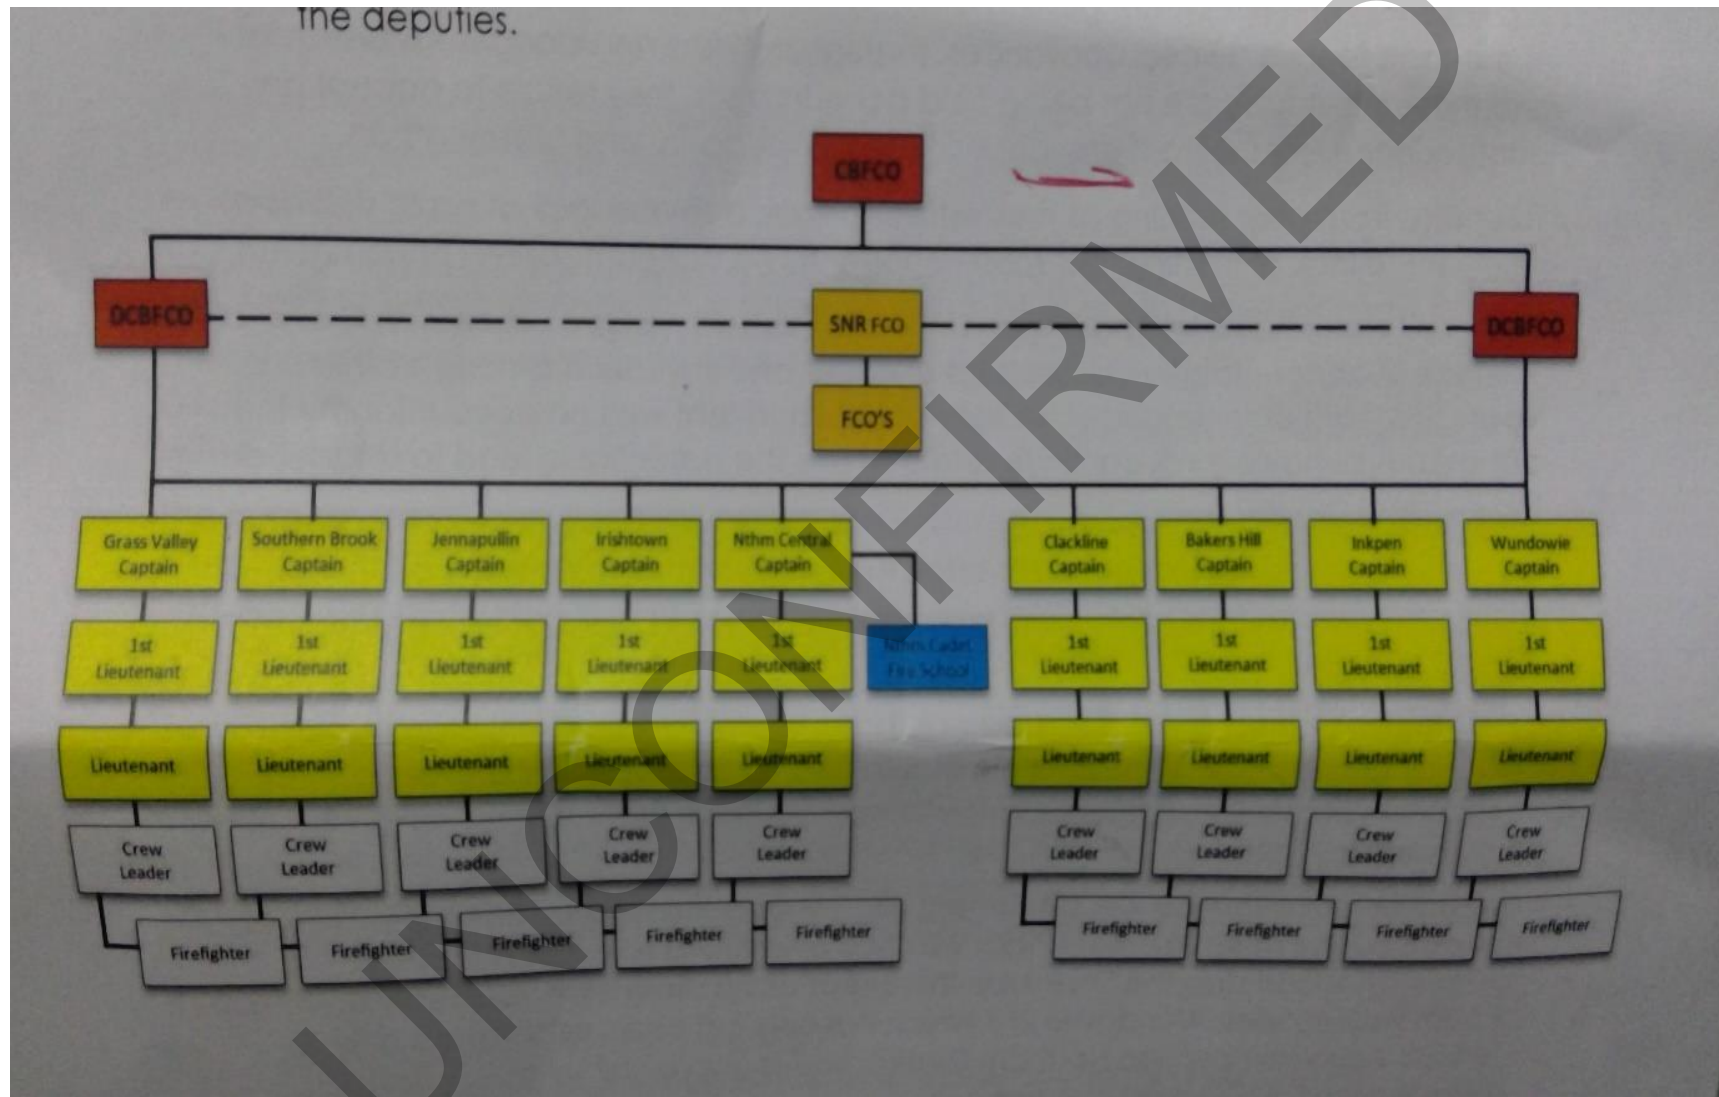 the deputies.
CBFCO
DCBFCO
SNR FCO
DCBFCO
FCO'S
Grass Valley
Captain
Southern Brook
Captain
Jennapullin
Captain
Irishtown
Captain
Nthm Central
Captain
Clackline
Captain
Bakers Hill
Captain
Inkpen
Captain
Wundowie
Captain
1st
Lieutenant
1st
Lieutenant
1st
Lieutenant
1st
Lieutenant
1st
Lieutenant
Nthm Cadet
Fire School
1st
Lieutenant
1st
Lieutenant
1st
Lieutenant
1st
Lieutenant
Lieutenant
Lieutenant
Lieutenant
Lieutenant
Lieutenant
Lieutenant
Lieutenant
Lieutenant
Lieutenant
Crew
Leader
Crew
Leader
Crew
Leader
Crew
Leader
Crew
Leader
Crew
Leader
Crew
Leader
Crew
Leader
Crew
Leader
Firefighter
Firefighter
Firefighter
Firefighter
Firefighter
Firefighter
Firefighter
Firefighter
Firefighter
UNCONFIRMED